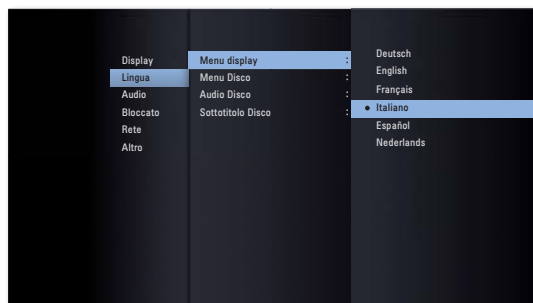 Display
Lingua
Audio
Bloccato
Rete
Altro
Menu display :
Menu Disco :
Audio Disco :
Sottotitolo Disco :
Deutsch
English
Français
• Italiano
Español
Nederlands